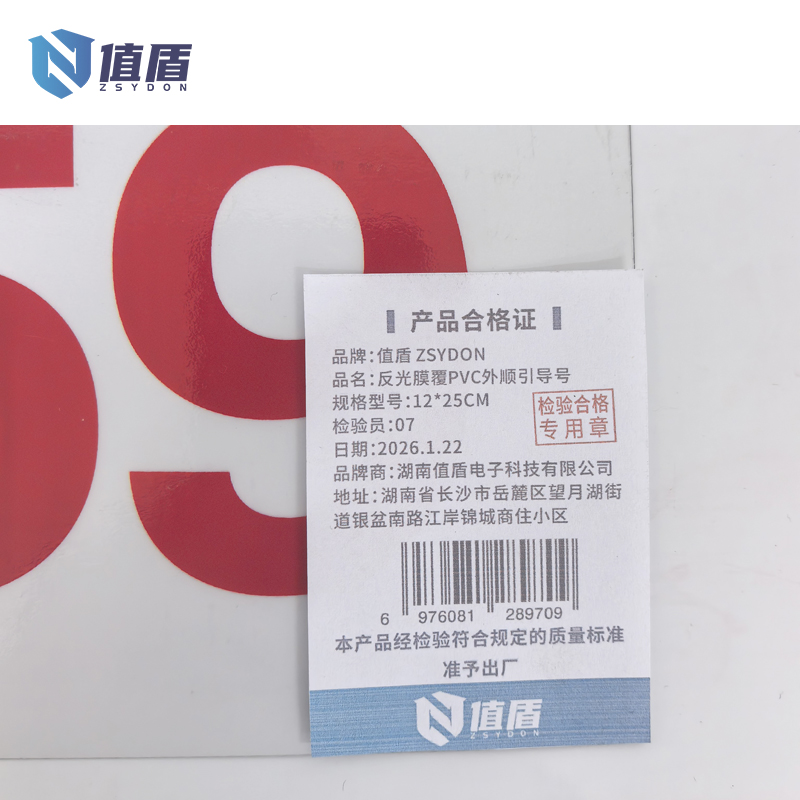 值盾
ZSYDON
69
产品合格证
品牌:值盾 ZSYDON
品名:反光膜覆PVC外顺引导号
规格型号:12*25CM
检验员:07
日期:2026.1.22
检验合格
专用章
品牌商:湖南值盾电子科技有限公司
地址:湖南省长沙市岳麓区望月湖街
道银盆南路江岸锦城商住小区
6 976081 289709
本产品经检验符合规定的质量标准
准予出厂
值盾
ZSYDON